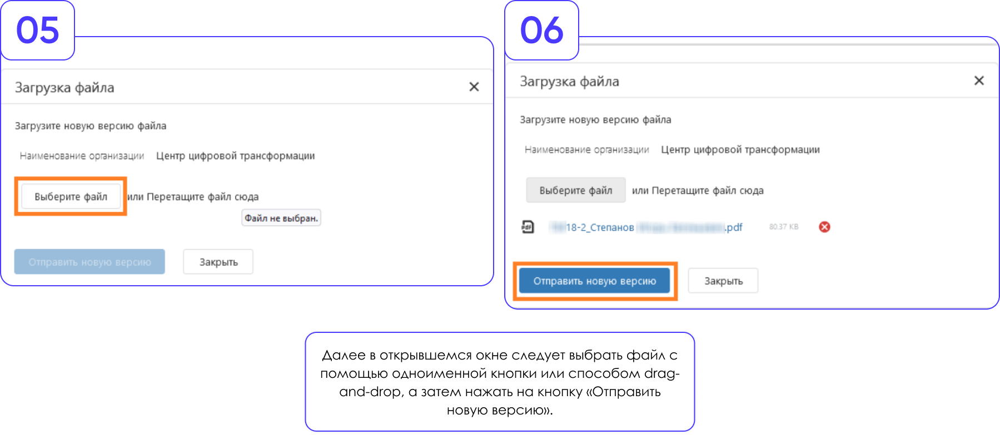 05
Загрузка файла
Загрузите новую версию файла
Наименование организации Центр цифровой трансформации
Выберите файл или Перетащите файл сюда
Файл не выбран.
Отправить новую версию Закрыть
06
Загрузка файла
Загрузите новую версию файла
Наименование организации Центр цифровой трансформации
Выберите файл или Перетащите файл сюда
pdf 18-2_Степанов .pdf 80.37 KB
Отправить новую версию Закрыть
Далее в открывшемся окне следует выбрать файл с
помощью одноименной кнопки или способом drag-
and-drop, а затем нажать на кнопку «Отправить
новую версию».